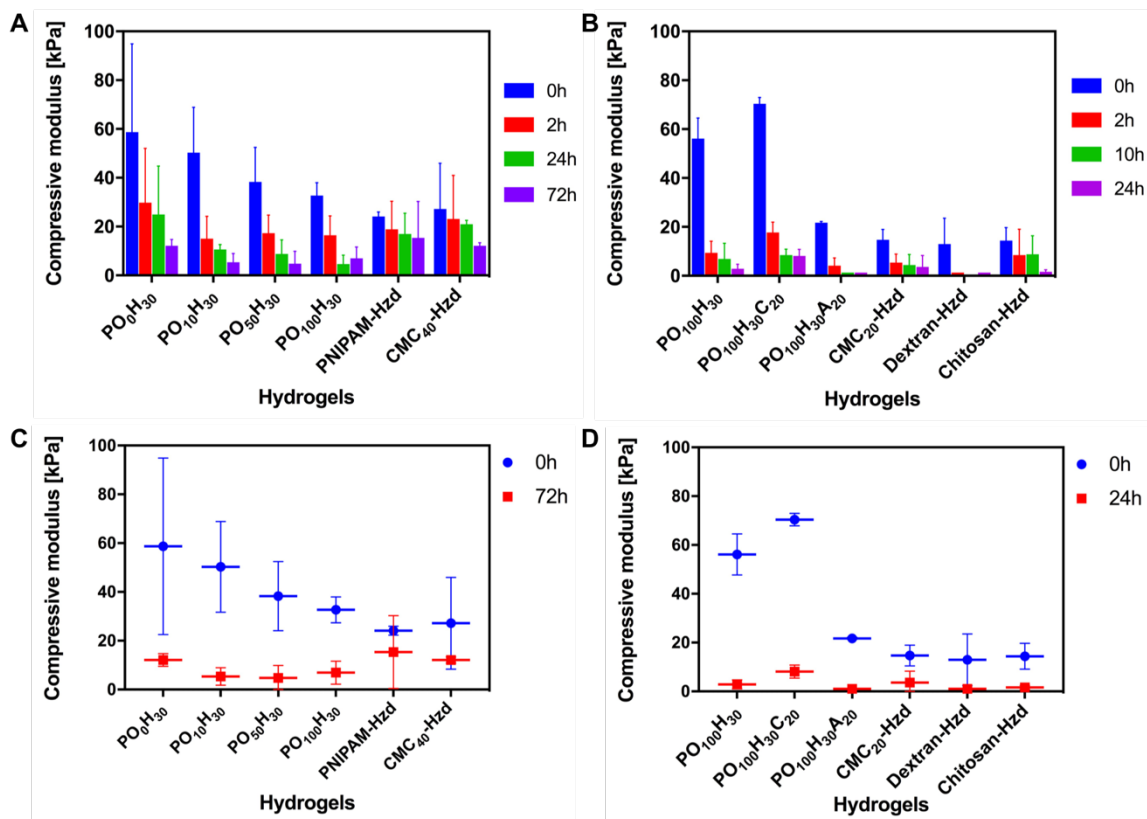 A
Compressive modulus [kPa]
100
80
60
40
20
0
0h
2h
24h
72h
PO₀H₃₀
PO₁₀H₃₀
PO₅₀H₃₀
PO₁₀₀H₃₀
PNIPAM-Hzd
CMC₄₀-Hzd
Hydrogels
B
Compressive modulus [kPa]
100
80
60
40
20
0
0h
2h
10h
24h
PO₁₀₀H₃₀
PO₁₀₀H₃₀C₂₀
PO₁₀₀H₃₀A₂₀
CMC₂₀-Hzd
Dextran-Hzd
Chitosan-Hzd
Hydrogels
C
Compressive modulus [kPa]
100
80
60
40
20
0
0h
72h
PO₀H₃₀
PO₁₀H₃₀
PO₅₀H₃₀
PO₁₀₀H₃₀
PNIPAM-Hzd
CMC₄₀-Hzd
Hydrogels
D
Compressive modulus [kPa]
100
80
60
40
20
0
0h
24h
PO₁₀₀H₃₀
PO₁₀₀H₃₀C₂₀
PO₁₀₀H₃₀A₂₀
CMC₂₀-Hzd
Dextran-Hzd
Chitosan-Hzd
Hydrogels